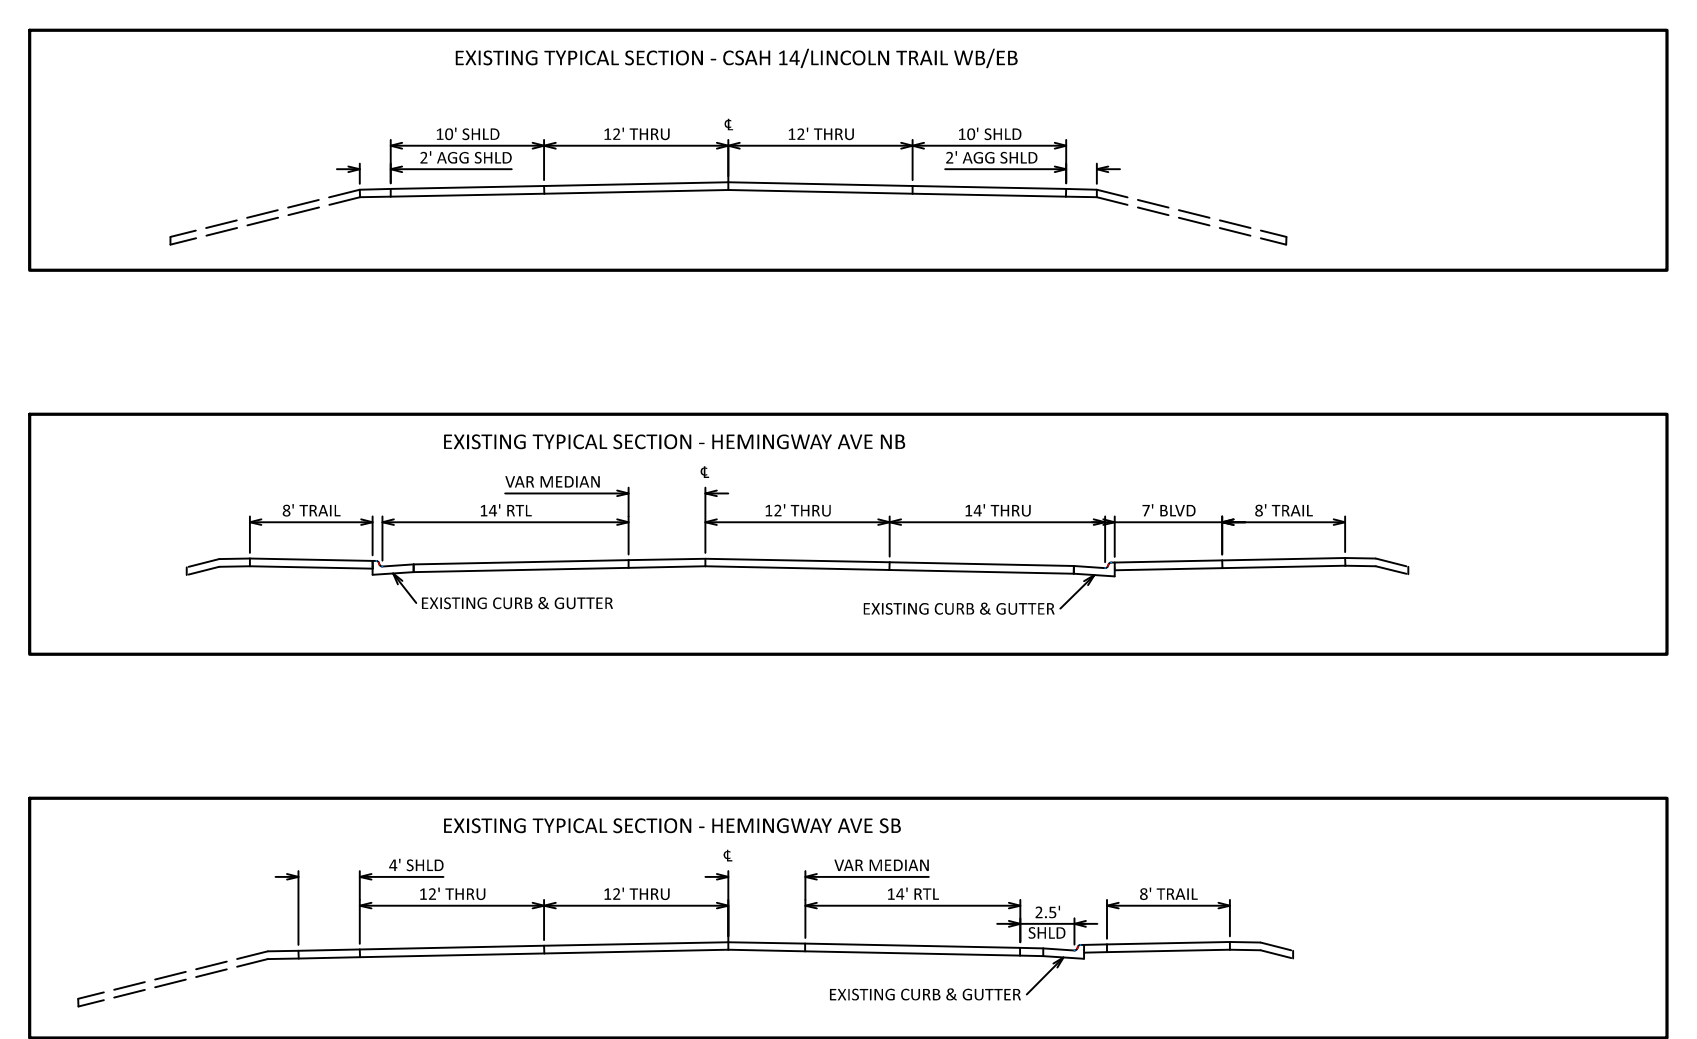 EXISTING TYPICAL SECTION - CSAH 14/LINCOLN TRAIL WB/EB
℄
10' SHLD 12' THRU 12' THRU 10' SHLD
2' AGG SHLD 2' AGG SHLD
EXISTING TYPICAL SECTION - HEMINGWAY AVE NB
℄
VAR MEDIAN
8' TRAIL 14' RTL 12' THRU 14' THRU 7' BLVD 8' TRAIL
EXISTING CURB & GUTTER EXISTING CURB & GUTTER
EXISTING TYPICAL SECTION - HEMINGWAY AVE SB
℄
4' SHLD VAR MEDIAN
12' THRU 12' THRU 14' RTL 8' TRAIL
2.5'
SHLD
EXISTING CURB & GUTTER